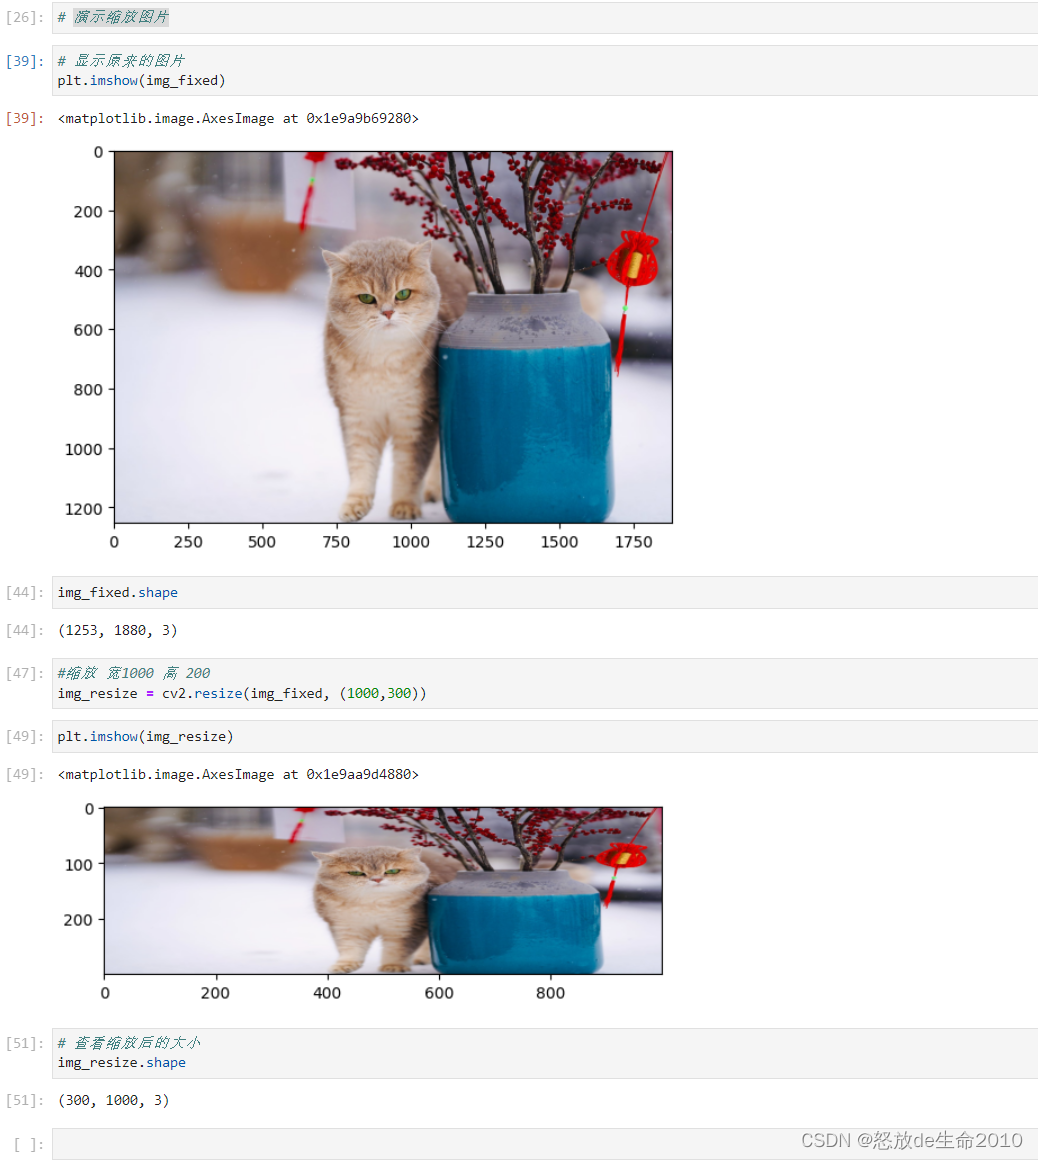 [26]: # 演示缩放图片
[39]: # 显示原来的图片
plt.imshow(img_fixed)
[39]: <matplotlib.image.AxesImage at 0x1e9a9b69280>
0
200
400
600
800
1000
1200
0 250 500 750 1000 1250 1500 1750
[44]: img_fixed.shape
[44]: (1253, 1880, 3)
[47]: #缩放 宽1000 高 200
img_resize = cv2.resize(img_fixed, (1000,300))
[49]: plt.imshow(img_resize)
[49]: <matplotlib.image.AxesImage at 0x1e9aa9d4880>
0
100
200
0 200 400 600 800
[51]: # 查看缩放后的大小
img_resize.shape
[51]: (300, 1000, 3)
[ ]:
CSDN @怒放de生命2010